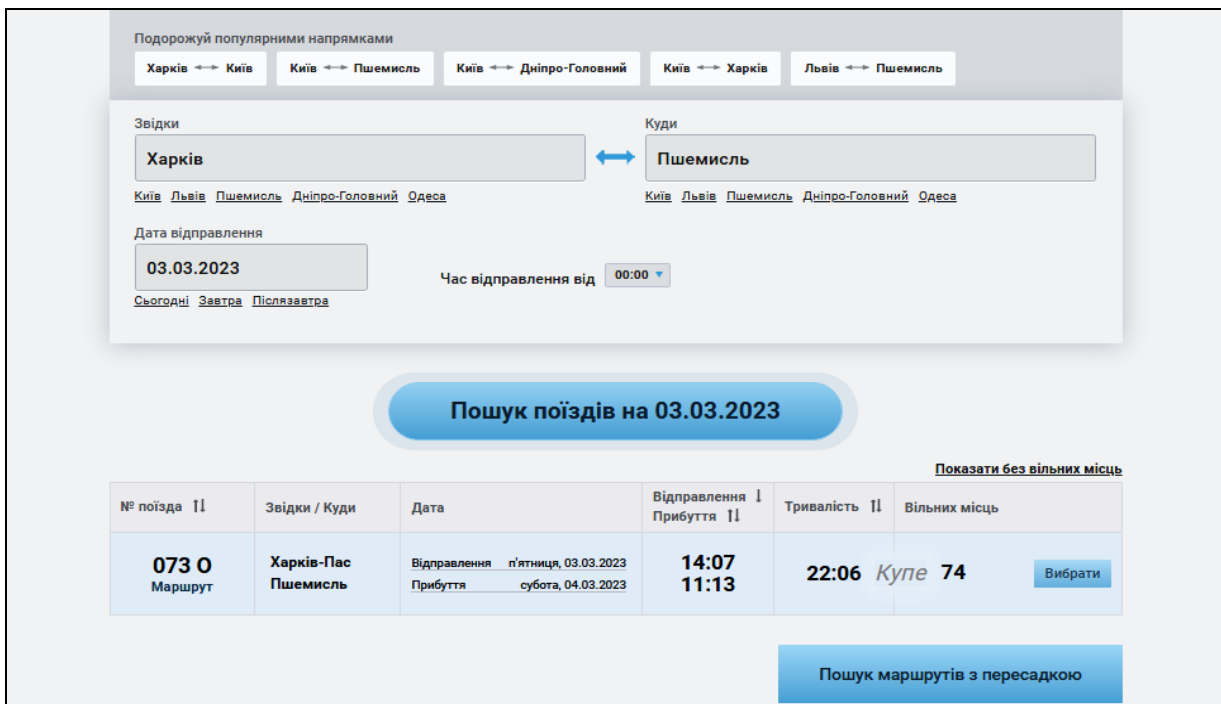 Подорожуй популярними напрямками
Харків ⟷ Київ Київ ⟷ Пшемисль Київ ⟷ Дніпро-Головний Київ ⟷ Харків Львів ⟷ Пшемисль
Звідки Куди
Харків ⟷ Пшемисль
Київ Львів Пшемисль Дніпро-Головний Одеса Київ Львів Пшемисль Дніпро-Головний Одеса
Дата відправлення
03.03.2023 Час відправлення від 00:00 ▼
Сьогодні Завтра Післязавтра
Пошук поїздів на 03.03.2023
Показати без вільних місць
№ поїзда ↑↓ Звідки / Куди Дата Відправлення ↓ Тривалість ↑↓ Вільних місць
Прибуття ↑↓
073 О Харків-Пас Відправлення п'ятниця, 03.03.2023 14:07 22:06 Купе 74 Вибрати
Маршрут Пшемисль Прибуття субота, 04.03.2023 11:13
Пошук маршрутів з пересадкою